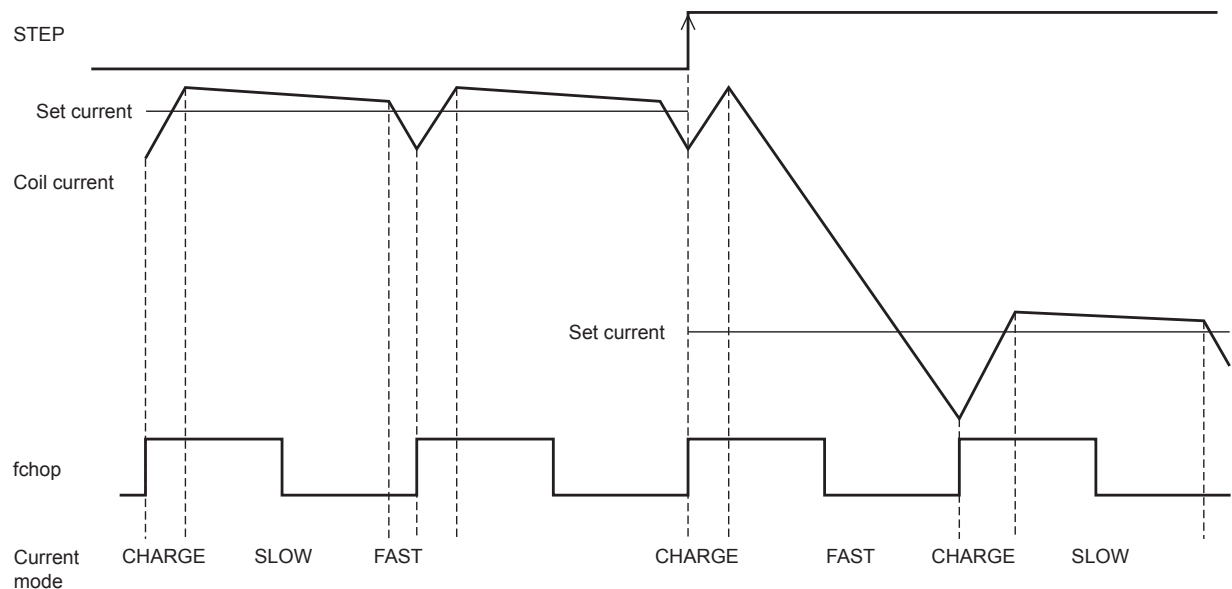 STEP
Set current
Coil current
Set current
fchop
Current mode
CHARGE SLOW FAST CHARGE FAST CHARGE SLOW